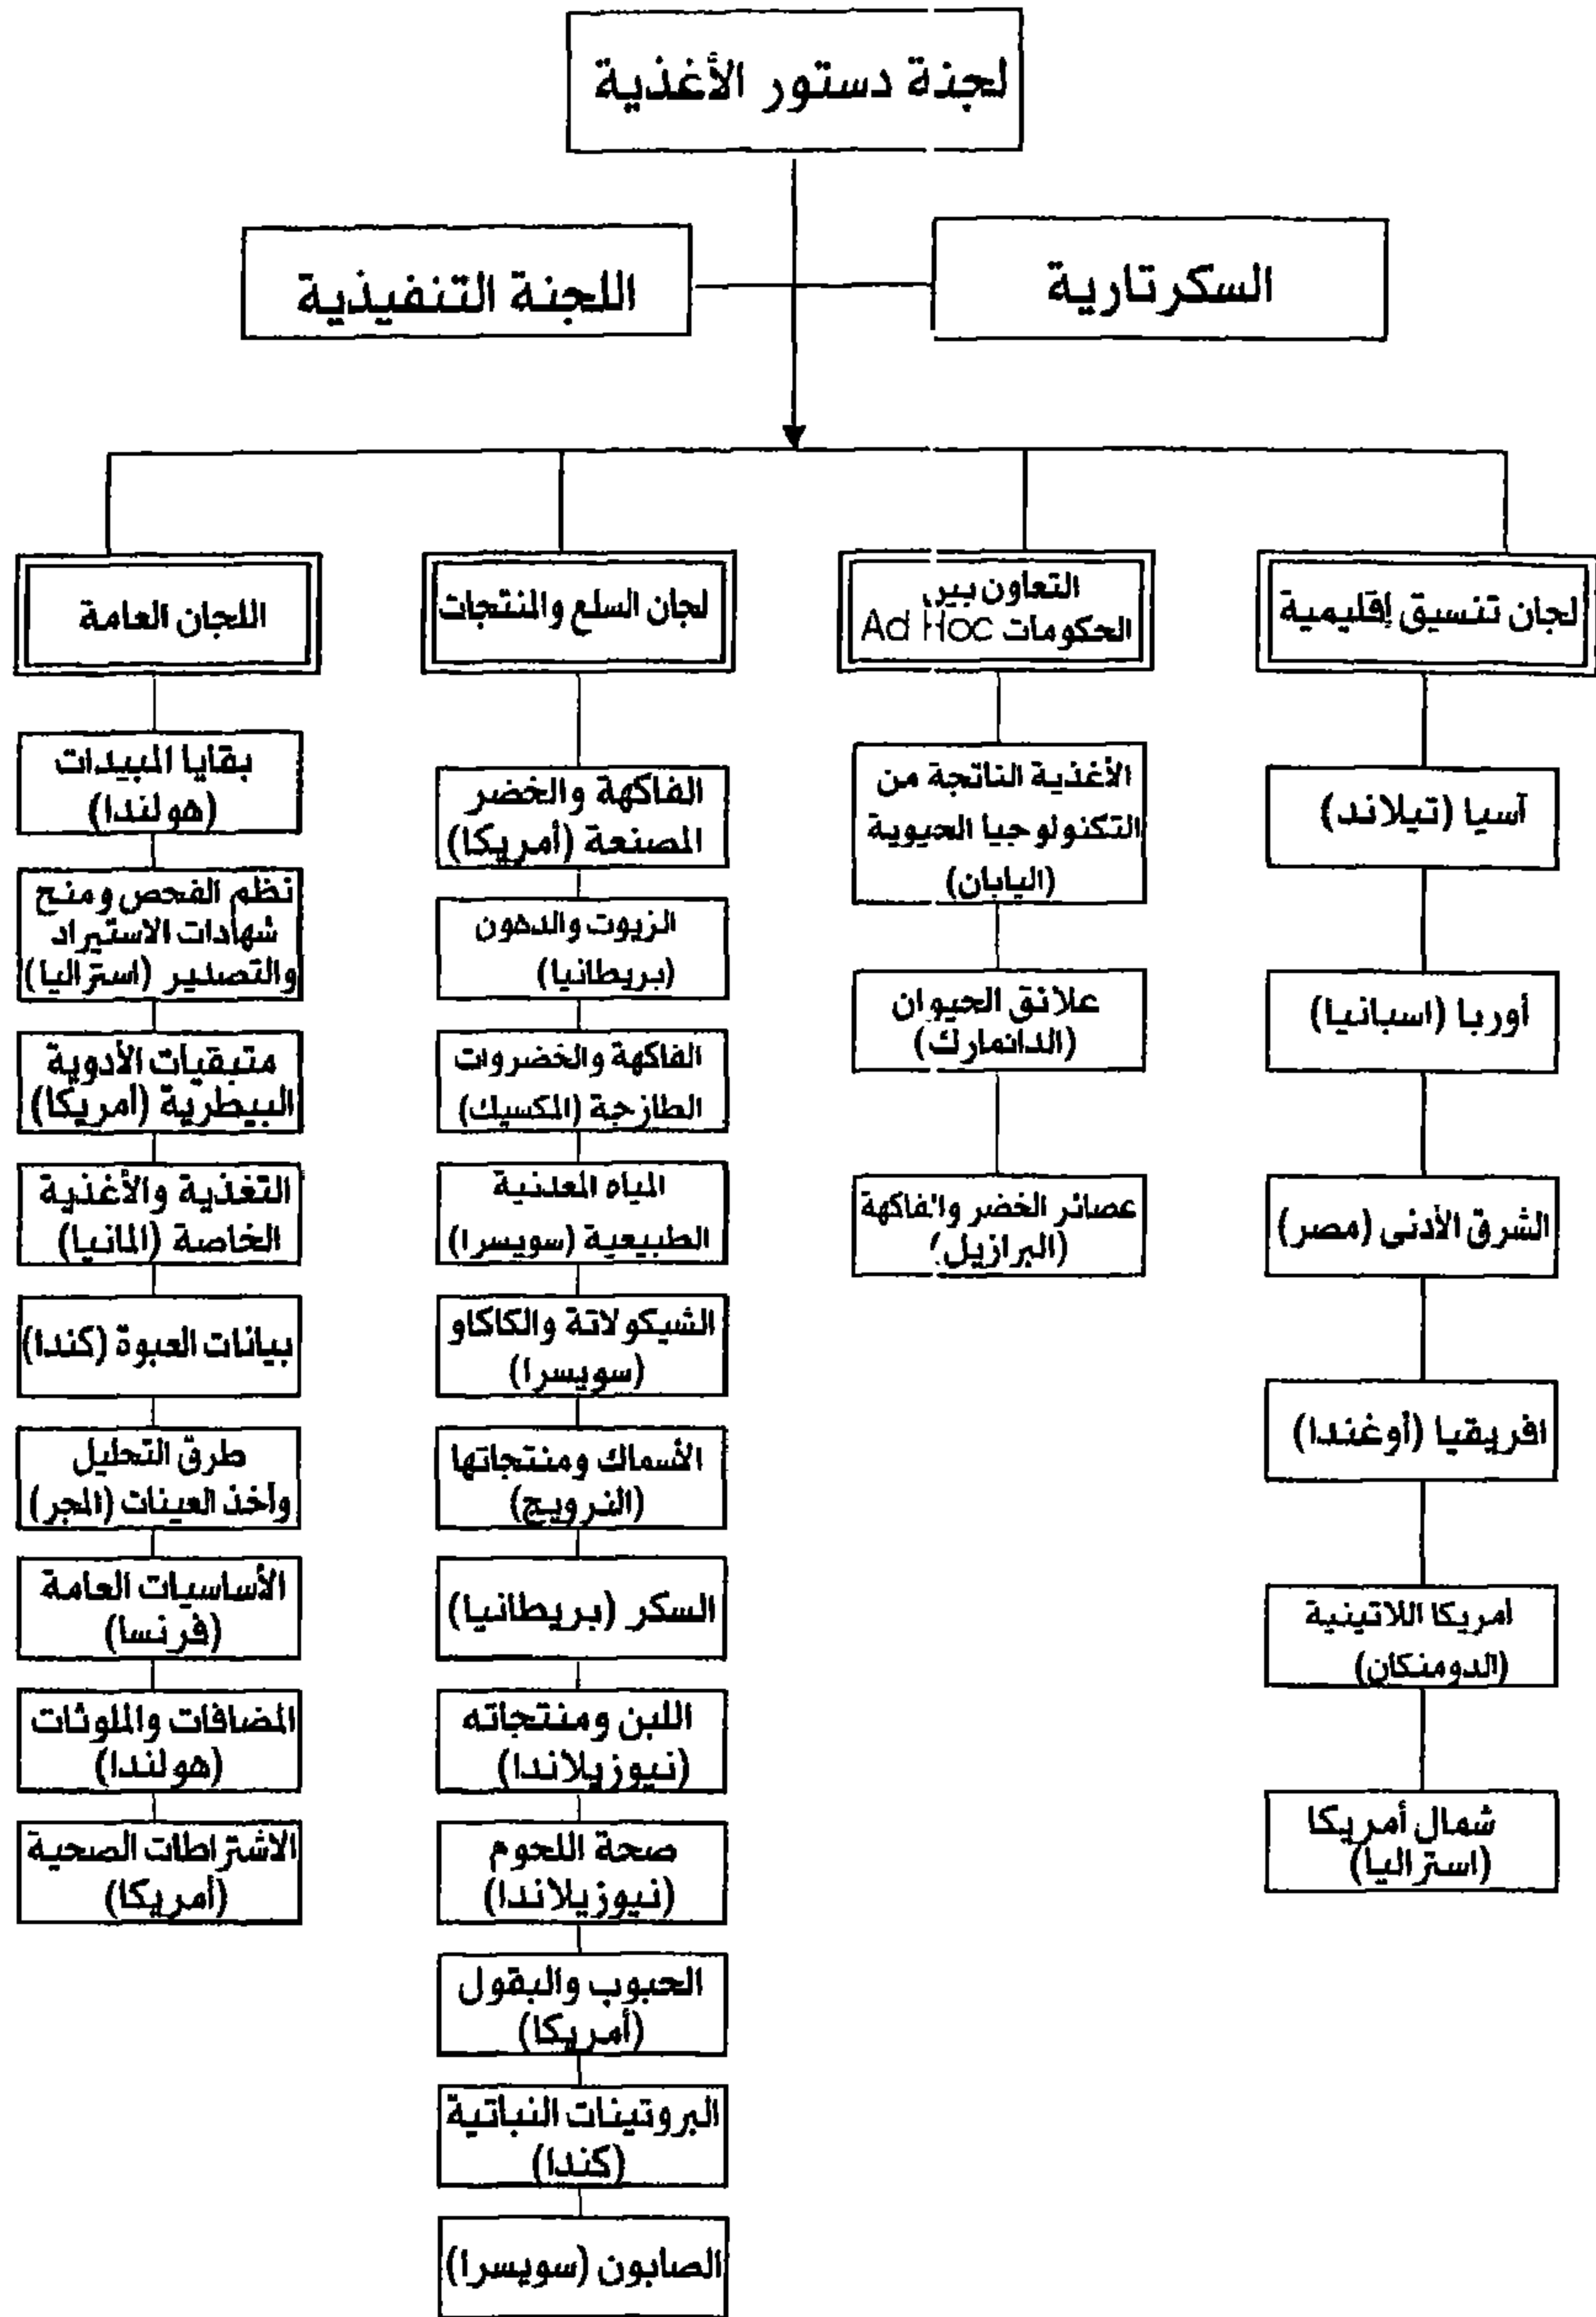 لجنة دستور الأغذية
السكرتارية
اللجنة التنفيذية
لجان تنسيق إقليمية
آسيا (تيلاند)
أوربا (اسبانيا)
الشرق الأدنى (مصر)
افريقيا (أوغندا)
أمريكا اللاتينية
(الدومنكان)
شمال أمريكا
(استراليا)
التعاون بين
الحكومات Ad Hoc
الأغذية الناتجة من
التكنولوجيا الحيوية
(اليابان)
علائق الحيوان
(الدانمارك)
عصائر الخضر والفاكهة
(البرازيل)
لجان السلع والمنتجات
الفاكهة والخضر
المصنعة (أمريكا)
الزيوت والدهون
(بريطانيا)
الفاكهة والخضروات
الطازجة (المكسيك)
المياه المعدنية
الطبيعية (سويسرا)
الشيكولاتة والكاكاو
(سويسرا)
الأسماك ومنتجاتها
(النرويج)
السكر (بريطانيا)
اللبن ومنتجاته
(نيوزيلاندا)
صحة اللحوم
(نيوزيلاندا)
الحبوب والبقول
(أمريكا)
البروتينات النباتية
(كندا)
الصابون (سويسرا)
اللجان العامة
بقايا المبيدات
(هولندا)
نظم الفحص ومنح
شهادات الاستيراد
والتصدير (استراليا)
متبقيات الأدوية
البيطرية (أمريكا)
التغذية والأغذية
الخاصة (المانيا)
بيانات العبوة (كندا)
طرق التحليل
وأخذ العينات (المجر)
الأساسيات العامة
(فرنسا)
المضافات والملوثات
(هولندا)
الاشتراطات الصحية
(أمريكا)